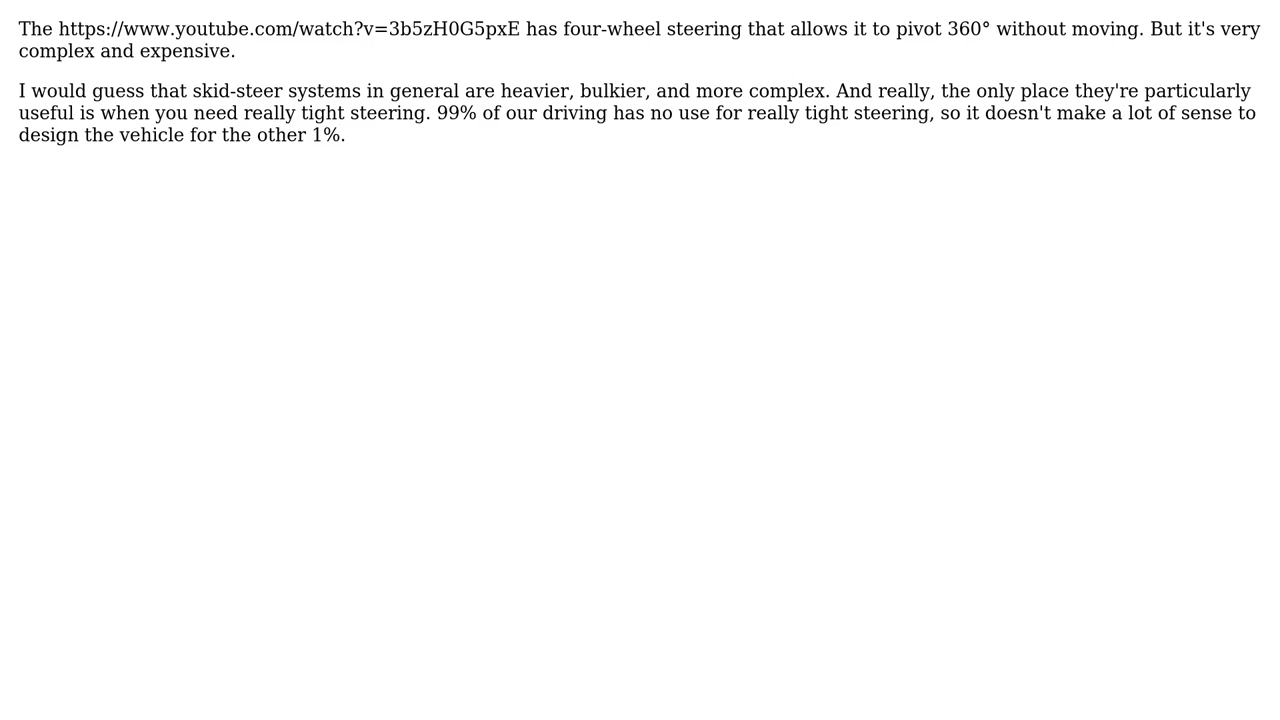 The https://www.youtube.com/watch?v=3b5zH0G5pxE has four-wheel steering that allows it to pivot 360° without moving. But it's very
complex and expensive.
I would guess that skid-steer systems in general are heavier, bulkier, and more complex. And really, the only place they're particularly
useful is when you need really tight steering. 99% of our driving has no use for really tight steering, so it doesn't make a lot of sense to
design the vehicle for the other 1%.